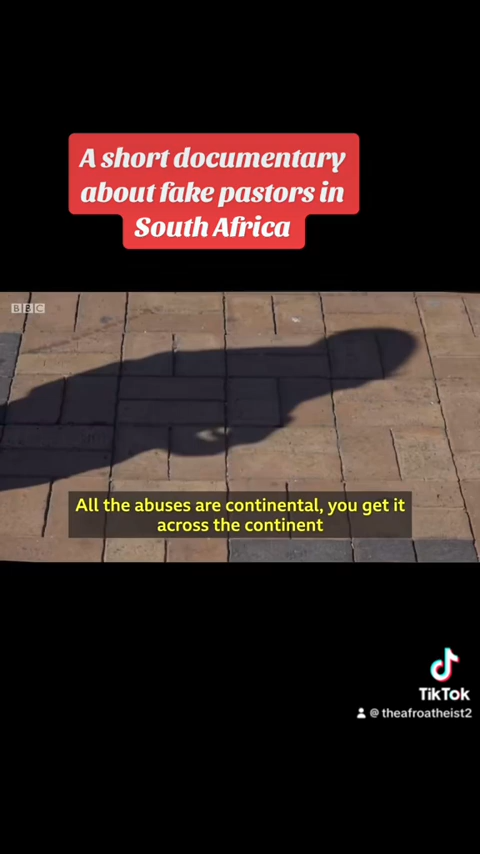 A short documentary
about fake pastors in
South Africa
BBC
All the abuses are continental, you get it
across the continent
TikTok
@ theafroatheist2